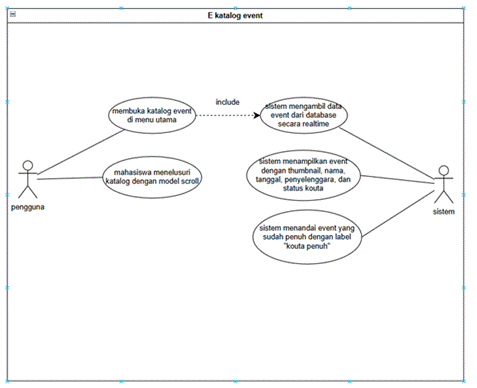 E katalog event
membuka katalog event
di menu utama
include
sistem mengambil data
event dari database
secara realtime
mahasiswa menelusuri
katalog dengan model scroll
sistem menampilkan event
dengan thumbnail, nama,
tanggal, penyelenggara, dan
status kouta
pengguna
sistem
sistem menandai event yang
sudah penuh dengan label
"kouta penuh"